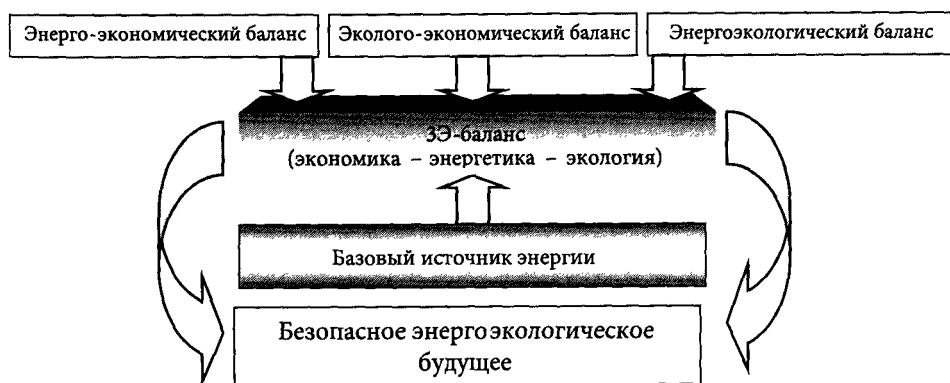 Энерго-экономический баланс
Эколого-экономический баланс
Энергоэкологический баланс
3Э-баланс
(экономика – энергетика – экология)
Базовый источник энергии
Безопасное энергоэкологическое
будущее